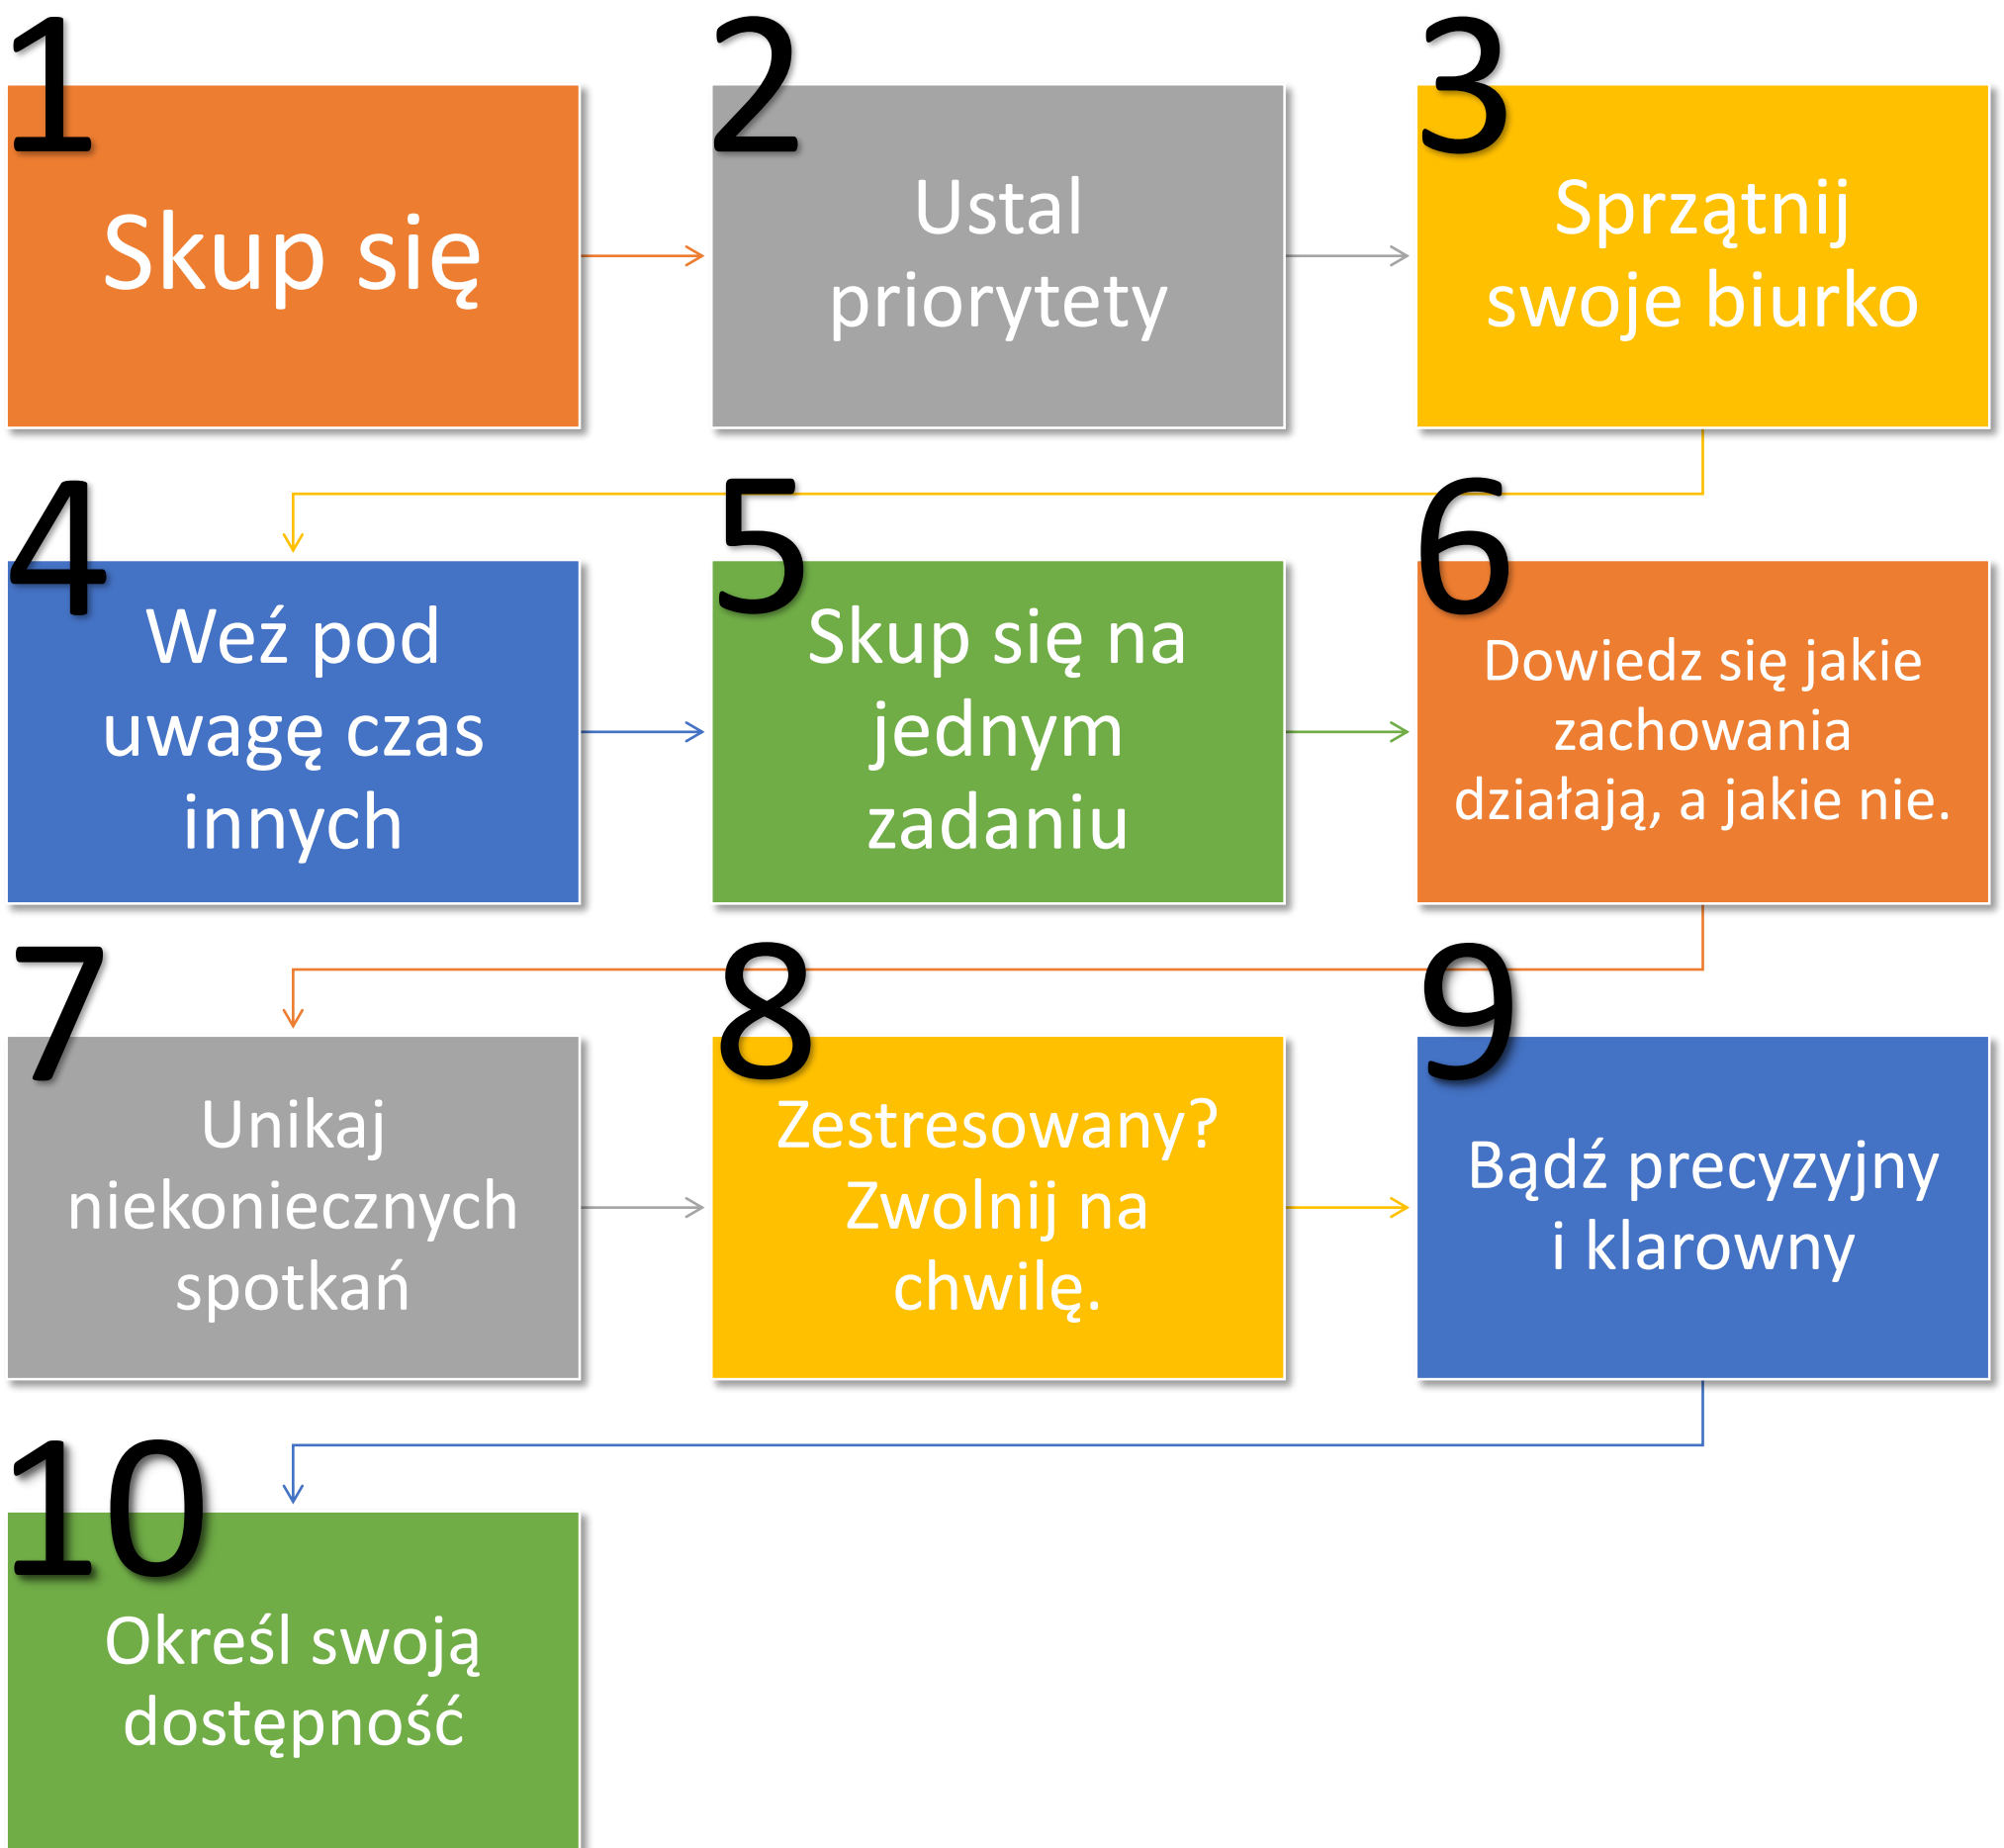 1
Skup się
2
Ustal
priorytety
3
Sprzątnij
swoje biurko
4
Weź pod
uwagę czas
innych
5
Skup się na
jednym
zadaniu
6
Dowiedz się jakie
zachowania
działają, a jakie nie.
7
Unikaj
niekoniecznych
spotkań
8
Zestresowany?
Zwolnij na
chwilę.
9
Bądź precyzyjny
i klarowny
10
Określ swoją
dostępność